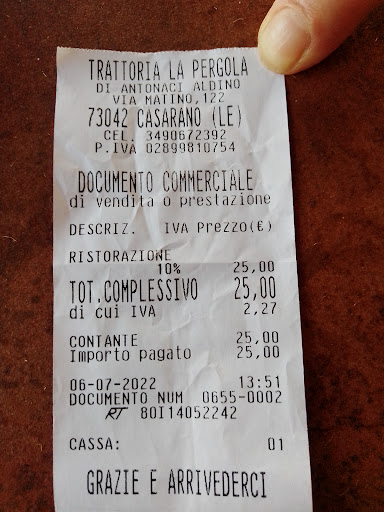 TRATTORIA LA PERGOLA
DI ANTONACI ALDINO
VIA MATINO,122
73042 CASARANO (LE)
CEL. 3490672392
P.IVA 02899810754
DOCUMENTO COMMERCIALE
di vendita o prestazione
DESCRIZ. IVA Prezzo(€)
RISTORAZIONE
10% 25,00
TOT.COMPLESSIVO 25,00
di cui IVA 2,27
CONTANTE 25,00
Importo pagato 25,00
06-07-2022 13:51
DOCUMENTO NUM 0655-0002
RT 80I14052242
CASSA: 01
GRAZIE E ARRIVEDERCI